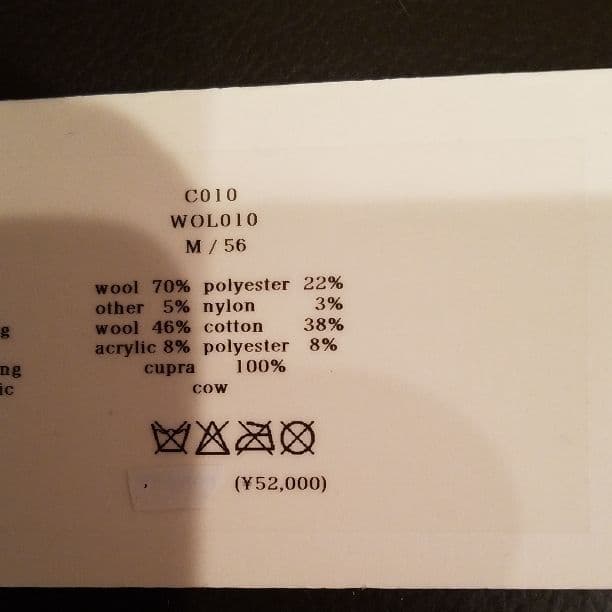 C010
WOL010
M / 56
wool 70% polyester 22%
other 5% nylon 3%
g wool 46% cotton 38%
acrylic 8% polyester 8%
ng cupra 100%
ic cow
(¥52,000)